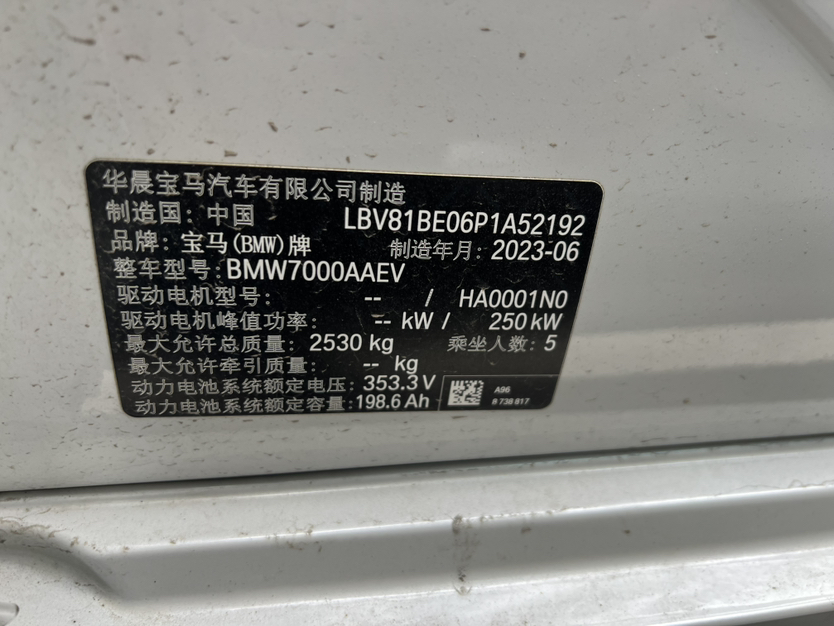 华晨宝马汽车有限公司制造
制造国: 中国 LBV81BE06P1A52192
品牌: 宝马(BMW)牌 制造年月: 2023-06
整车型号: BMW7000AAEV
驱动电机型号: -- / HA0001N0
驱动电机峰值功率: -- kW / 250 kW
最大允许总质量: 2530 kg 乘坐人数: 5
最大允许牵引质量: -- kg
动力电池系统额定电压: 353.3 V
动力电池系统额定容量: 198.6 Ah
A96
8 738 817